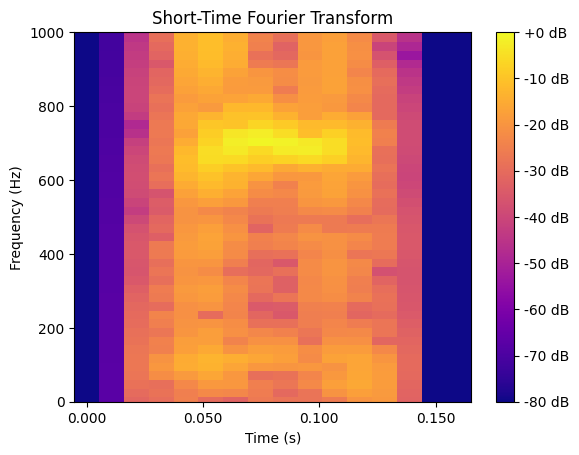 Short-Time Fourier Transform
1000
800
600
400
200
0
Frequency (Hz)
0.000
0.050
0.100
0.150
Time (s)
+0 dB
-10 dB
-20 dB
-30 dB
-40 dB
-50 dB
-60 dB
-70 dB
-80 dB